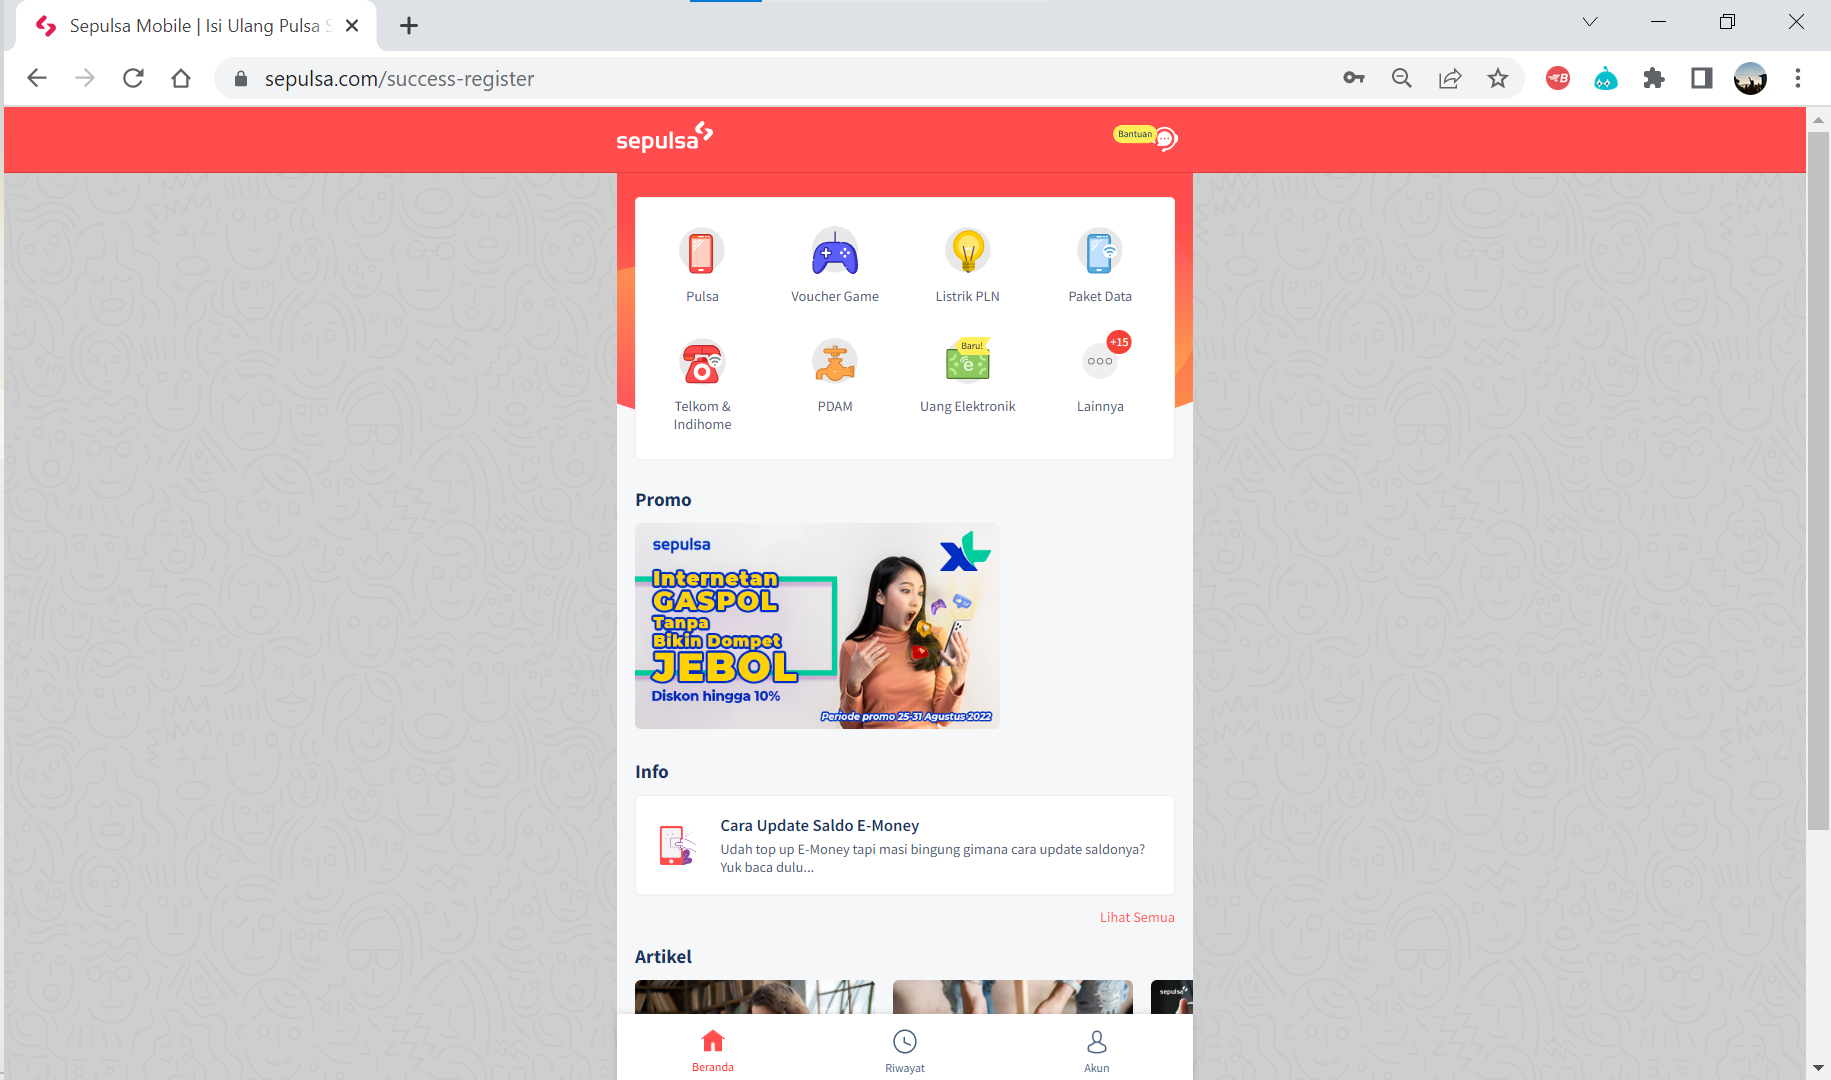 Sepulsa Mobile | Isi Ulang Pulsa
sepulsa.com/success-register
sepulsa
Bantuan
Pulsa
Voucher Game
Listrik PLN
Paket Data
Baru!
+15
Telkom &
Indihome
PDAM
Uang Elektronik
Lainnya
Promo
sepulsa
XL
Internetan
GASPOL
Tanpa
Bikin Dompet
JEBOL
Diskon hingga 10%
Periode promo 25-31 Agustus 2022
Info
Cara Update Saldo E-Money
Udah top up E-Money tapi masi bingung gimana cara update saldonya?
Yuk baca dulu...
Lihat Semua
Artikel
sepulsa
Beranda
Riwayat
Akun